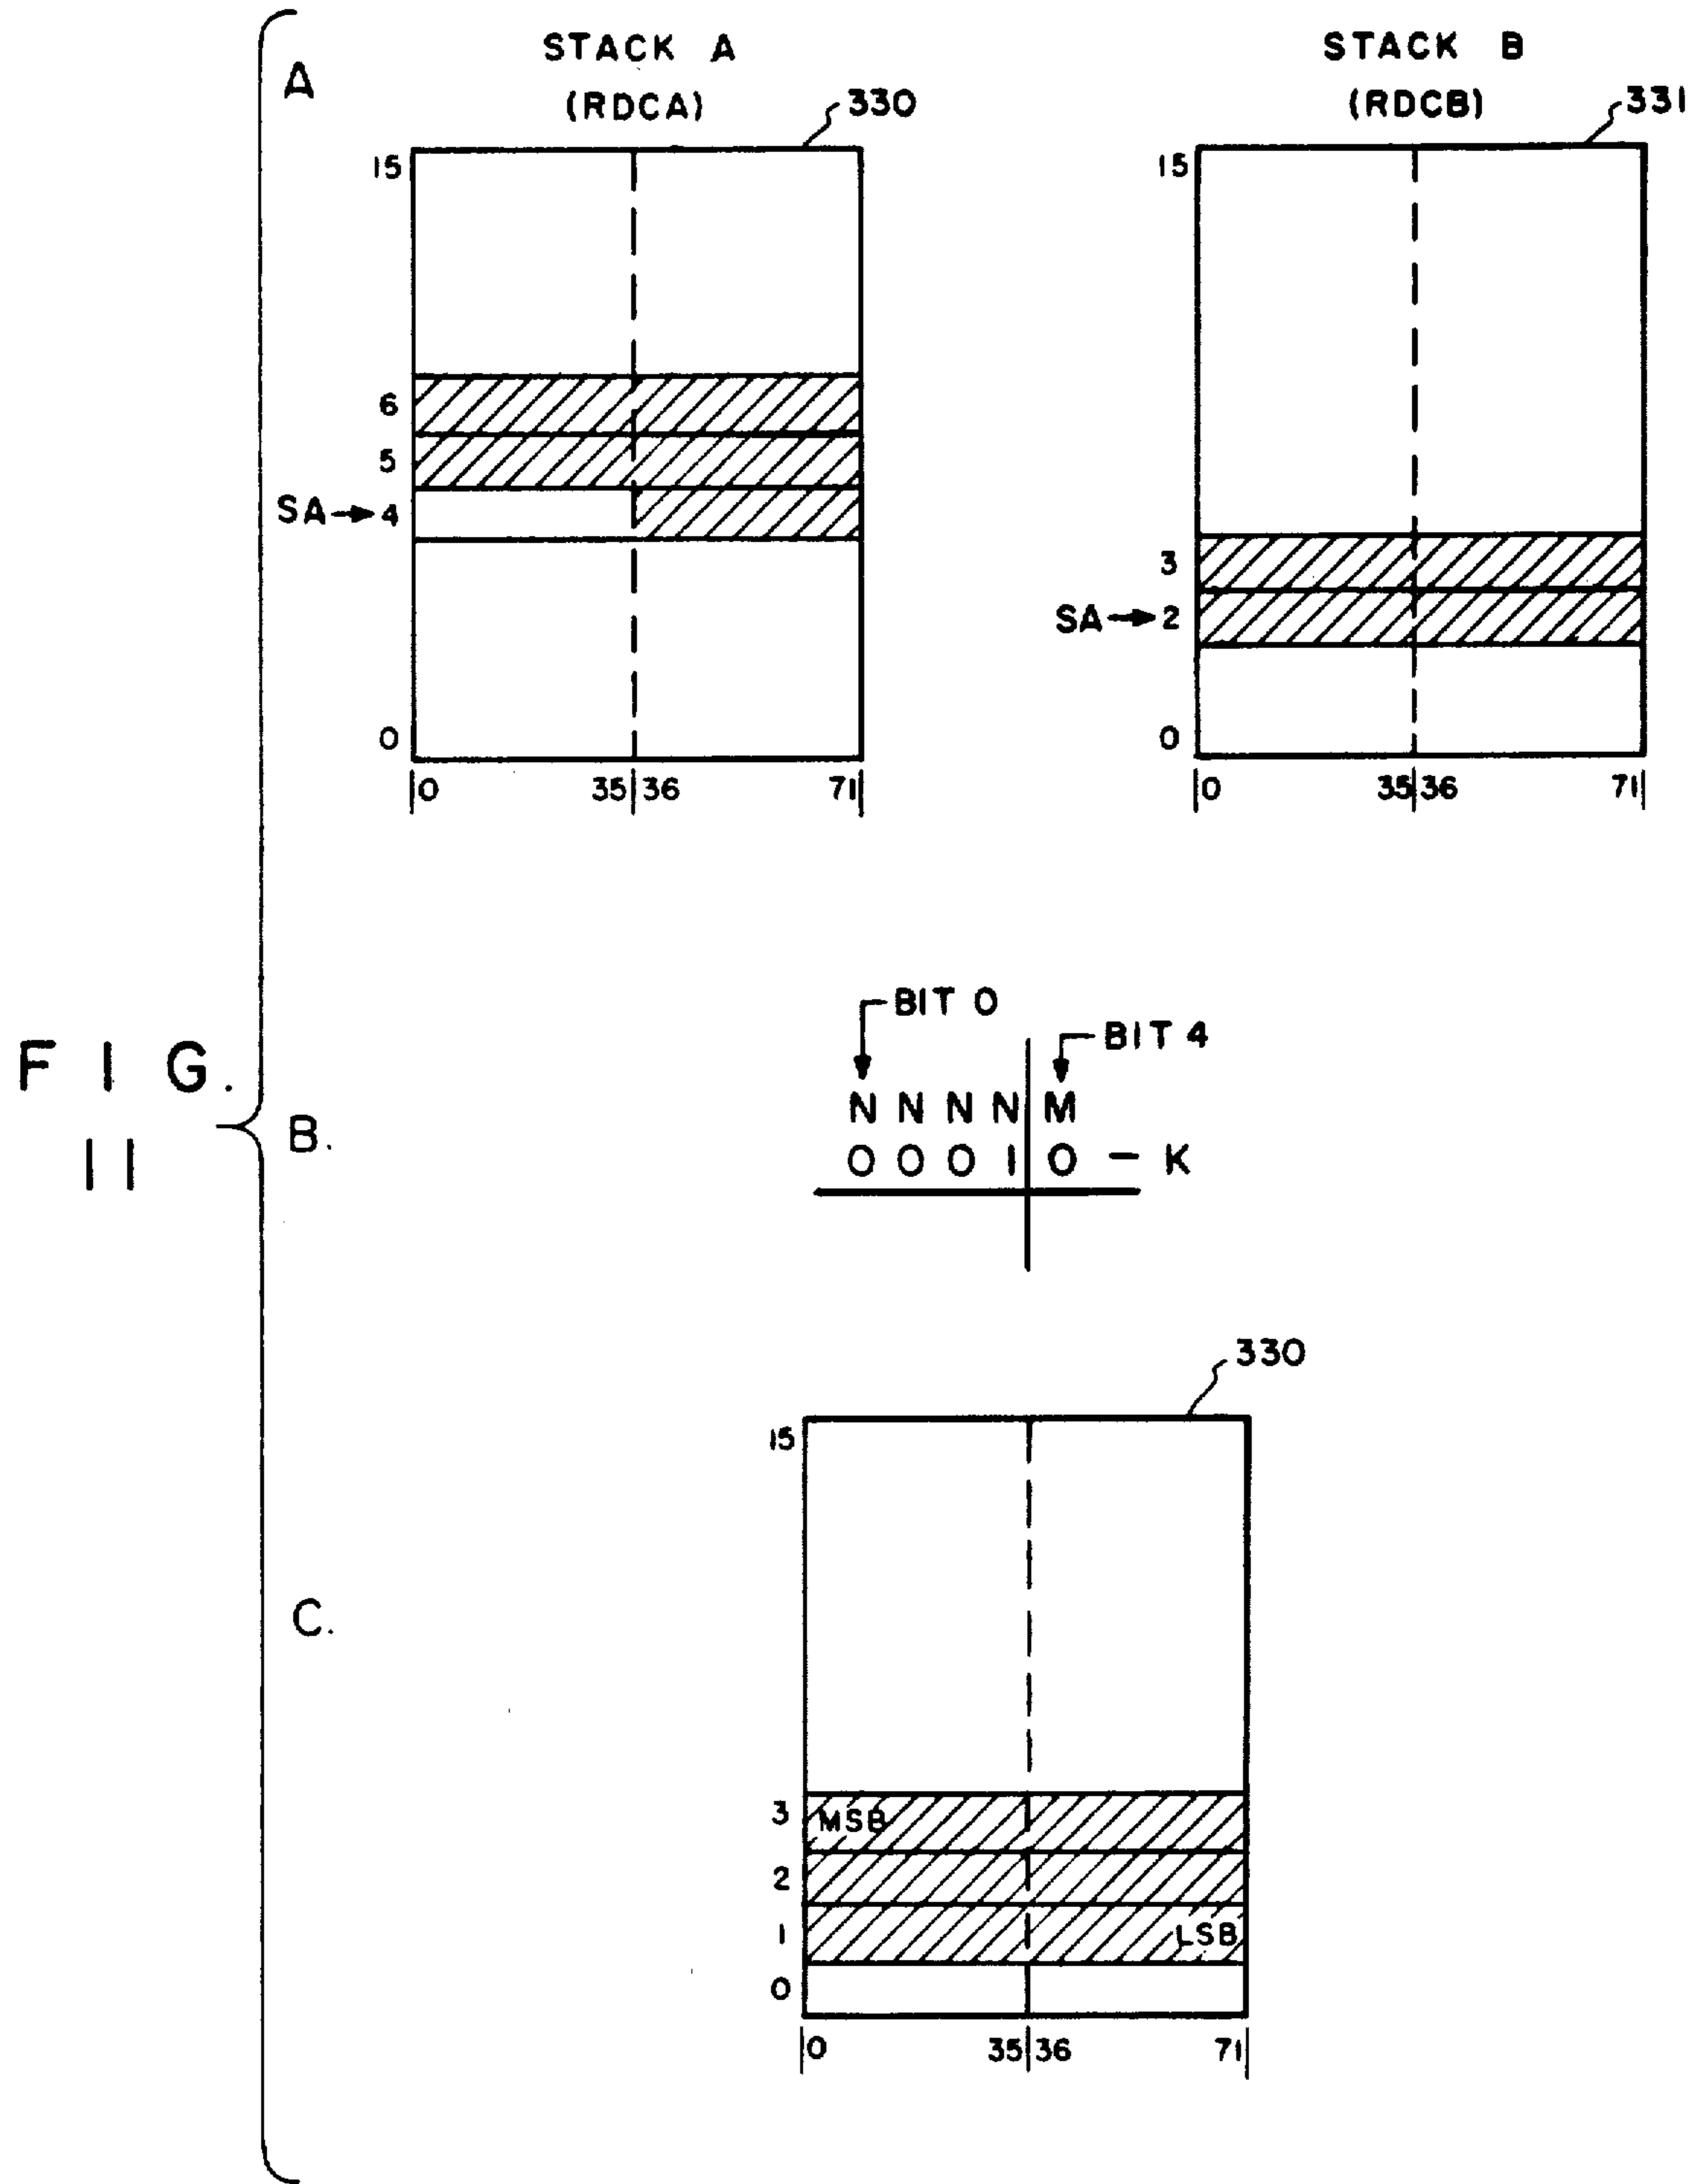 FIG.
11
A
STACK A
(RDCA)
330
15
6
5
SA 4
0
0 35 36 71
STACK B
(RDCB)
331
15
3
SA 2
0
0 35 36 71
B.
BIT 0
BIT 4
N N N N M
0 0 0 1 0 - K
C.
330
15
3 MSB
2
1 LSB
0
0 35 36 71